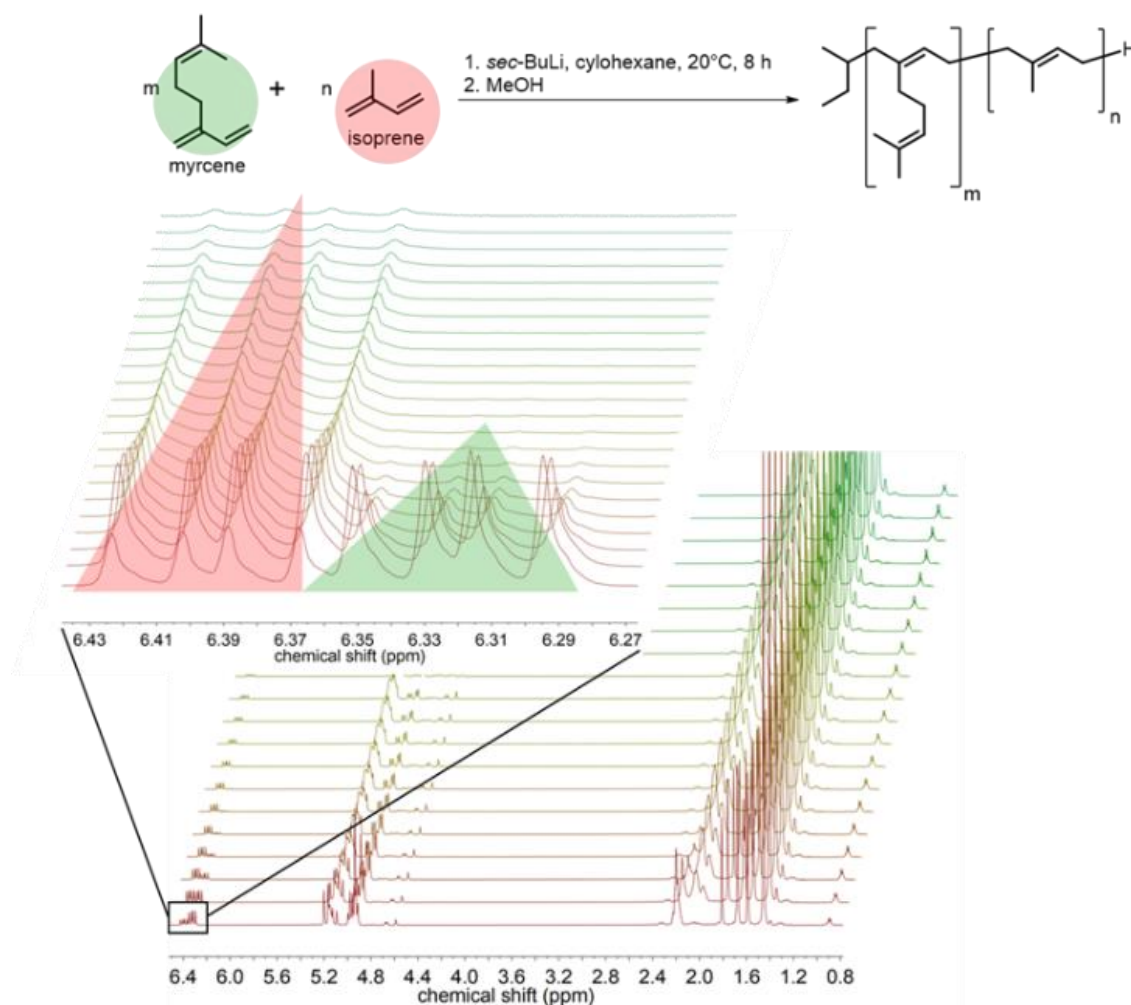 m
+
n
myrcene
isoprene
1. sec-BuLi, cylohexane, 20°C, 8 h
2. MeOH
m
n
H
6.43 6.41 6.39 6.37 6.35 6.33 6.31 6.29 6.27
chemical shift (ppm)
6.4 6.0 5.6 5.2 4.8 4.4 4.0 3.6 3.2 2.8 2.4 2.0 1.6 1.2 0.8
chemical shift (ppm)